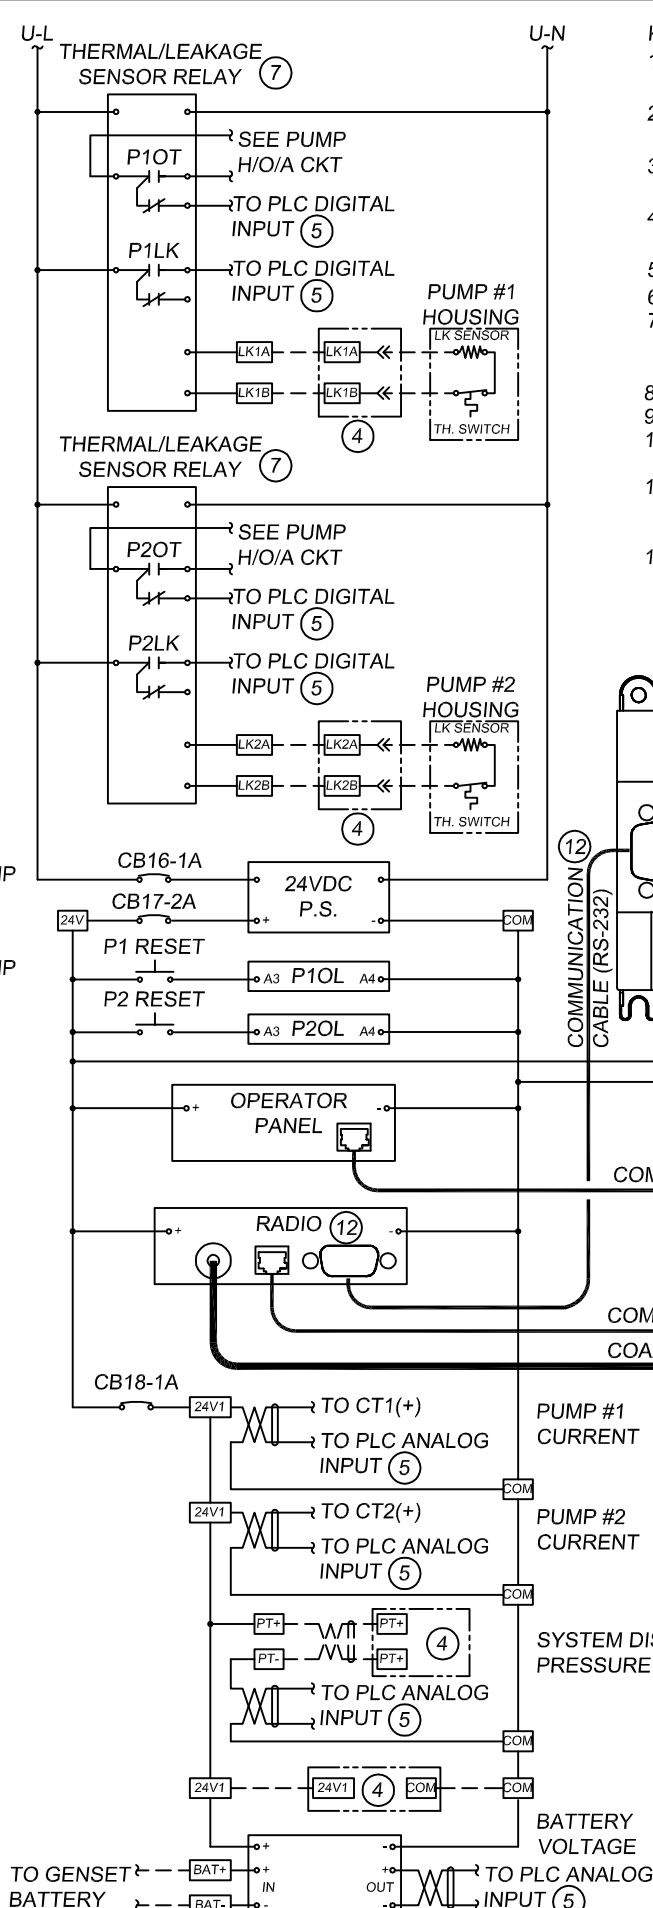 U-L
U-N
THERMAL/LEAKAGE
SENSOR RELAY 7
SEE PUMP
H/O/A CKT
P1OT
TO PLC DIGITAL
INPUT 5
P1LK
TO PLC DIGITAL
INPUT 5
PUMP #1
HOUSING
LK SENSOR
LK1A
LK1A
LK1B
LK1B
TH. SWITCH
4
THERMAL/LEAKAGE
SENSOR RELAY 7
SEE PUMP
H/O/A CKT
P2OT
TO PLC DIGITAL
INPUT 5
P2LK
TO PLC DIGITAL
INPUT 5
PUMP #2
HOUSING
LK SENSOR
LK2A
LK2A
LK2B
LK2B
TH. SWITCH
4
CB16-1A
24VDC
P.S.
CB17-2A
24V
+
-
COM
12
COMMUNICATION
CABLE (RS-232)
P1 RESET
A3 P1OL A4
P2 RESET
A3 P2OL A4
OPERATOR
PANEL
+
-
COM
RADIO 12
+
-
COM
COA
CB18-1A
24V1
TO CT1(+)
TO PLC ANALOG
INPUT 5
PUMP #1
CURRENT
COM
24V1
TO CT2(+)
TO PLC ANALOG
INPUT 5
PUMP #2
CURRENT
COM
PT+
PT+
PT-
PT+
4
SYSTEM DIS
PRESSURE
TO PLC ANALOG
INPUT 5
COM
24V1
24V1
4
COM
COM
BATTERY
VOLTAGE
+
-
TO GENSET
BATTERY
BAT+
BAT-
+
IN
-
+
OUT
-
TO PLC ANALOG
INPUT 5